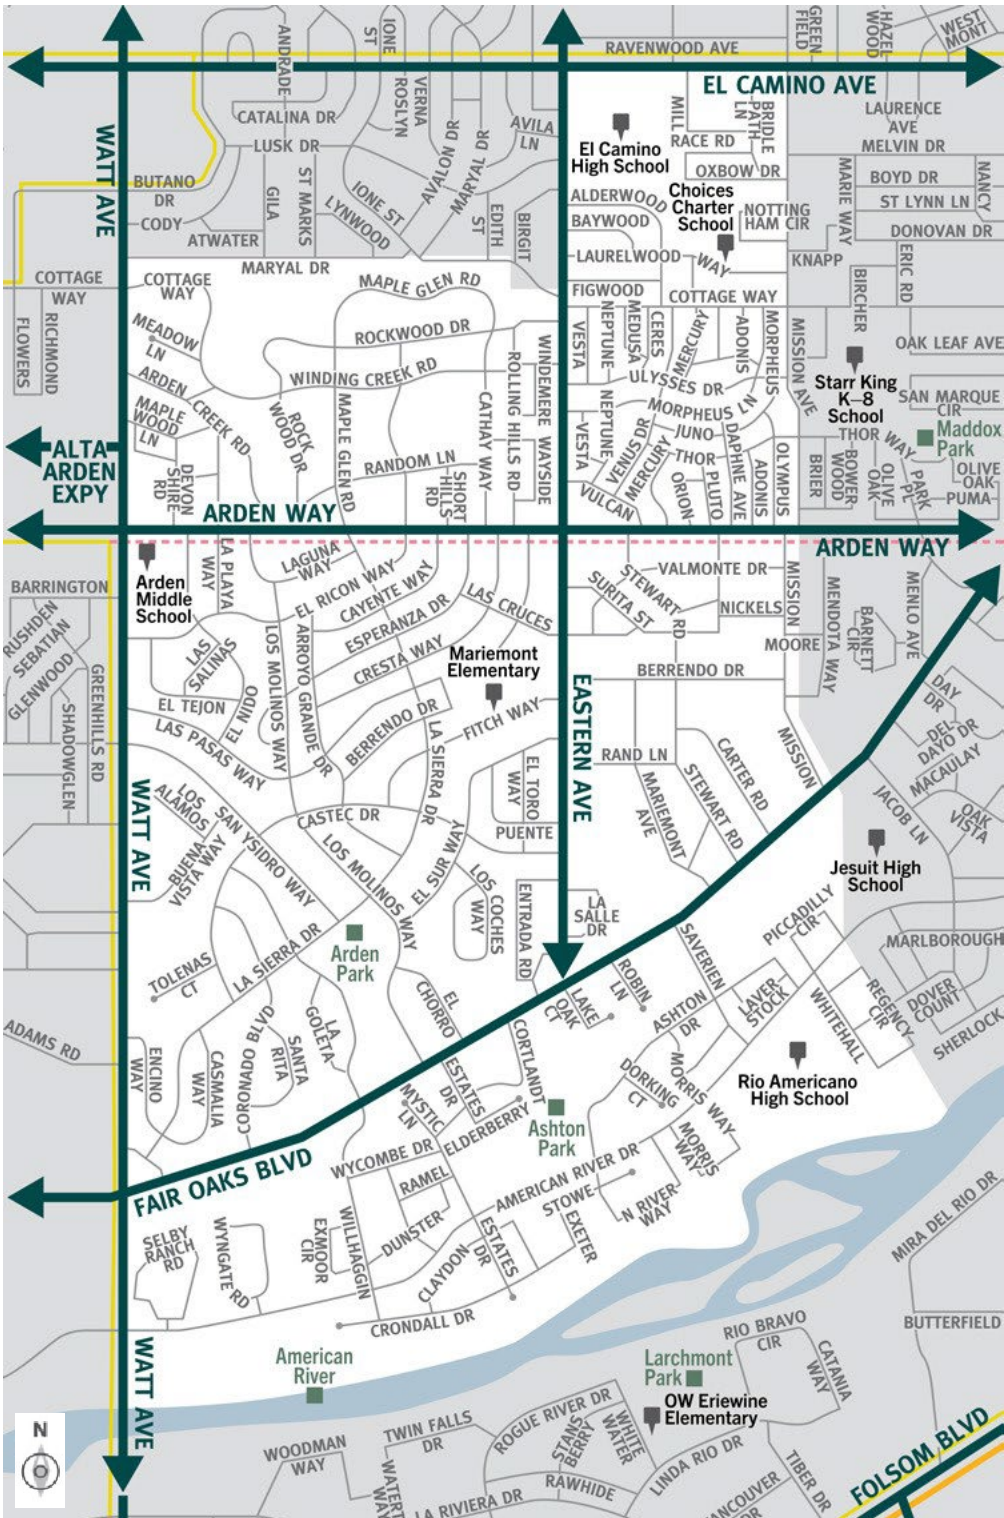 IONE
ST
ANDRADE
GREEN
FIELD
HAZEL
WOOD
WEST
MONT
RAVENWOOD AVE
EL CAMINO AVE
ROSLYN
VERNA
CATALINA DR
LUSK DR
AVALON DR
MARYAL DR
AVILA
LN
MILL
RACE RD
BRIDLE
PATH
LN
LAURENCE
AVE
MELVIN DR
WATT AVE
El Camino
High School
OXBOW DR
BUTANO
DR
CODY
ATWATER
GILA
ST MARKS
IONE ST
LYNWOOD
EDITH
ST
BIRGIT
ALDERWOOD
BAYWOOD
LAURELWOOD
WAY
Choices
Charter
School
NOTTING
HAM CIR
MARIE WAY
BOYD DR
ST LYNN LN
NANCY
DONOVAN DR
KNAPP
ERIC RD
BIRCHER
MARYAL DR
COTTAGE
WAY
COTTAGE
WAY
MAPLE GLEN RD
FIGWOOD
COTTAGE WAY
FLOWERS
RICHMOND
MEADOW
LN
ROCKWOOD DR
WINDING CREEK RD
VESTA
NEPTUNE
MEDUSA
CERES
MERCURY
ADONIS
MORPHEUS
MISSION AVE
OAK LEAF AVE
Starr King
K–8
School
ARDEN
CREEK RD
MAPLE
WOOD
LN
ROCK
WOOD DR
MAPLE GLEN RD
CATHAY WAY
ROLLING HILLS RD
WINDEMERE
WAYSIDE
ULYSSES DR
MORPHEUS LN
JUNO
THOR
VESTA
NEPTUNE
VENUS DR
MERCURY
VULCAN
ORION
PLUTO
DAPHNE AVE
ADONIS
OLYMPUS
SAN MARQUE
CIR
Maddox
Park
THOR
WAY
BRIER
BOWER
WOOD
OLIVE
OAK
PARK
PL
OLIVE
OAK
PUMA
ALTA
ARDEN
EXPY
DEVON
SHIRE
RD
RANDOM LN
SHORT
HILLS
RD
ARDEN WAY
ARDEN WAY
Arden
Middle
School
LA PLAYA
WAY
LAGUNA
WAY
EL RICON WAY
CAYENTE WAY
ESPERANZA DR
CRESTA WAY
LAS CRUCES
STEWART
RD
SURITA ST
VALMONTE DR
NICKELS
MISSION
MOORE
MENDOTA WAY
BARNETT
CIR
MENLO AVE
BARRINGTON
RUSHDEN
SEBATIAN
GLENWOOD
SHADOWGLEN
GREENHILLS RD
LAS
SALINAS
EL TEJON
EL NIDO
LOS MOLINOS WAY
ARROYO GRANDE DR
Mariemont
Elementary
BERRENDO DR
BERRENDO DR
FITCH WAY
EASTERN AVE
LAS PASAS WAY
LA SIERRA DR
EL TORO
WAY
PUENTE
RAND LN
MARIEMONT
AVE
STEWART RD
CARTER RD
MISSION
DAY
DR
DEL
DAYO DR
MACAULAY
JACOB LN
OAK
VISTA
WATT AVE
LOS
ALAMOS
BUENA
VISTA WAY
SAN YSIDRO WAY
CASTEC DR
LOS MOLINOS WAY
EL SUR WAY
LOS
COCHES
WAY
ENTRADA RD
LA
SALLE
DR
Jesuit High
School
PICCADILLY
CIR
MARLBOROUGH
Arden
Park
TOLENAS
CT
LA SIERRA DR
EL
CHORRO
SAVERIEN
ROBIN
LN
LAKE
OAK
CT
ASHTON
DR
LAVER
STOCK
WHITEHALL
REGENCY
CIR
DOVER
COUNT
SHERLOCK
ADAMS RD
ENCINO
WAY
CASMALIA
WAY
CORONADO BLVD
SANTA
RITA
LA
GOLETA
CORTLANDT
ESTATES
DR
MYSTIC
LN
ELDERBERRY
DORKING
CT
MORRIS WAY
Rio Americano
High School
Ashton
Park
WYCOMBE DR
RAMEL
MORRIS
WAY
FAIR OAKS BLVD
AMERICAN RIVER DR
STOWE
N RIVER
WAY
SELBY
RANCH
RD
WYNGATE RD
EXMOOR
CIR
WILLHAGGIN
DUNSTER
CLAYDON
ESTATES
DR
EXETER
MIRA DEL RIO DR
CRONDALL DR
BUTTERFIELD
WATT AVE
American
River
Larchmont
Park
RIO BRAVO
CIR
CATANIA
WAY
OW Eriewine
Elementary
N
WOODMAN
WAY
TWIN FALLS
DR
ROGUE RIVER DR
STANS
BERRY
WHITE
WATER
LINDA RIO DR
TIBER DR
FOLSOM BLVD
WATERT
WAY
RAWHIDE
LA RIVIERA DR
VANCOUVER
DR